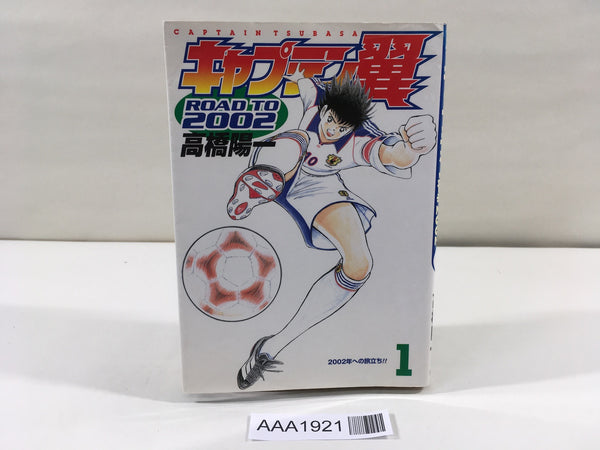 CAPTAIN TSUBASA
キャプテン翼
ROAD TO
2002
高橋陽一
10
2002年への旅立ち!!
1
AAA1921